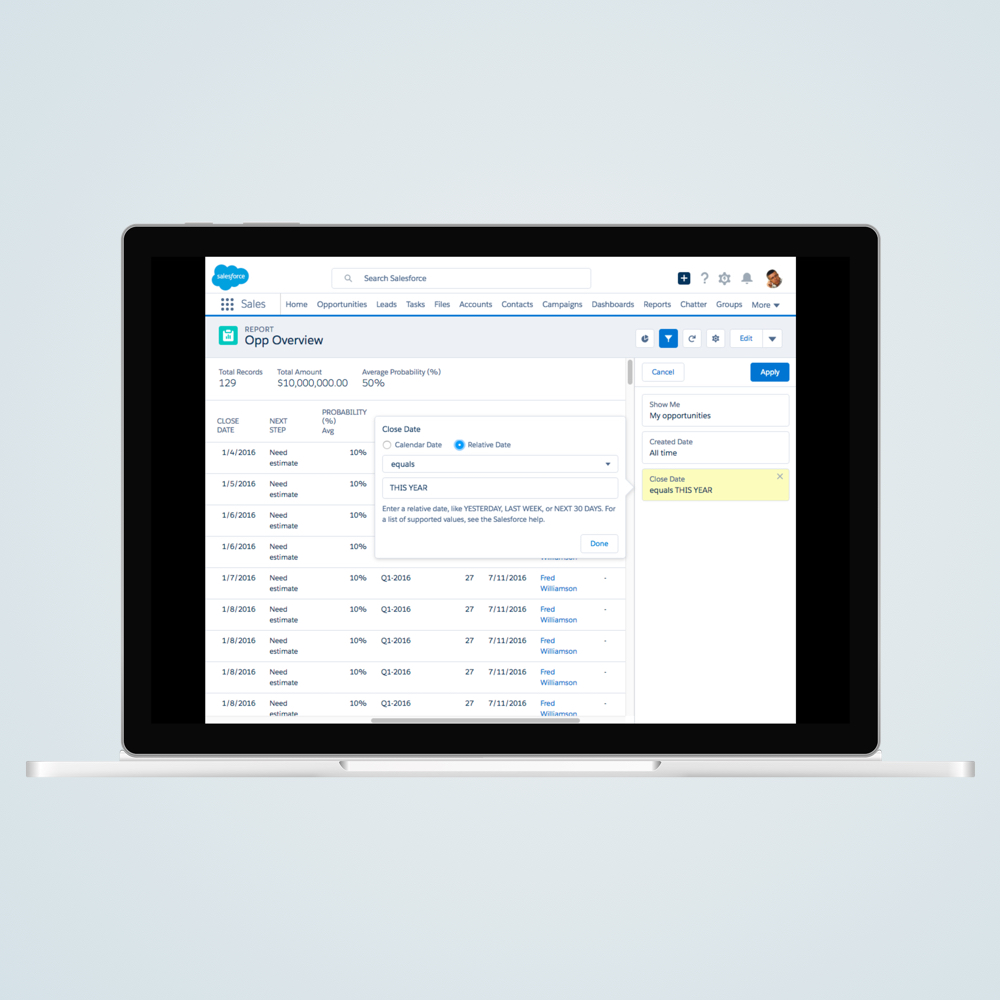 salesforce
Search Salesforce
?
Sales
Home Opportunities Leads Tasks Files Accounts Contacts Campaigns Dashboards Reports Chatter Groups More
REPORT
Opp Overview
Edit
Total Records Total Amount Average Probability (%)
129 $10,000,000.00 50%
Cancel Apply
Show Me
My opportunities
Created Date
All time
Close Date
equals THIS YEAR
CLOSE DATE NEXT STEP PROBABILITY (%) Avg
Close Date
Calendar Date Relative Date
equals
THIS YEAR
Enter a relative date, like YESTERDAY, LAST WEEK, or NEXT 30 DAYS. For
a list of supported values, see the Salesforce help.
Done
1/4/2016 Need 10%
estimate
1/5/2016 Need 10%
estimate
1/6/2016 Need 10%
estimate
1/6/2016 Need 10%
estimate Williamson
1/7/2016 Need 10% Q1-2016 27 7/11/2016 Fred -
estimate Williamson
1/8/2016 Need 10% Q1-2016 27 7/11/2016 Fred -
estimate Williamson
1/8/2016 Need 10% Q1-2016 27 7/11/2016 Fred -
estimate Williamson
1/8/2016 Need 10% Q1-2016 27 7/11/2016 Fred -
estimate Williamson
1/8/2016 Need 10% Q1-2016 27 7/11/2016 Fred -
estimate Williamson